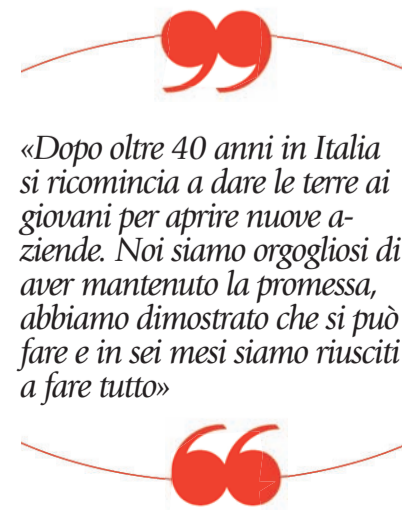 «Dopo oltre 40 anni in Italia
si ricomincia a dare le terre ai
giovani per aprire nuove a-
ziende. Noi siamo orgogliosi di
aver mantenuto la promessa,
abbiamo dimostrato che si può
fare e in sei mesi siamo riusciti
a fare tutto»